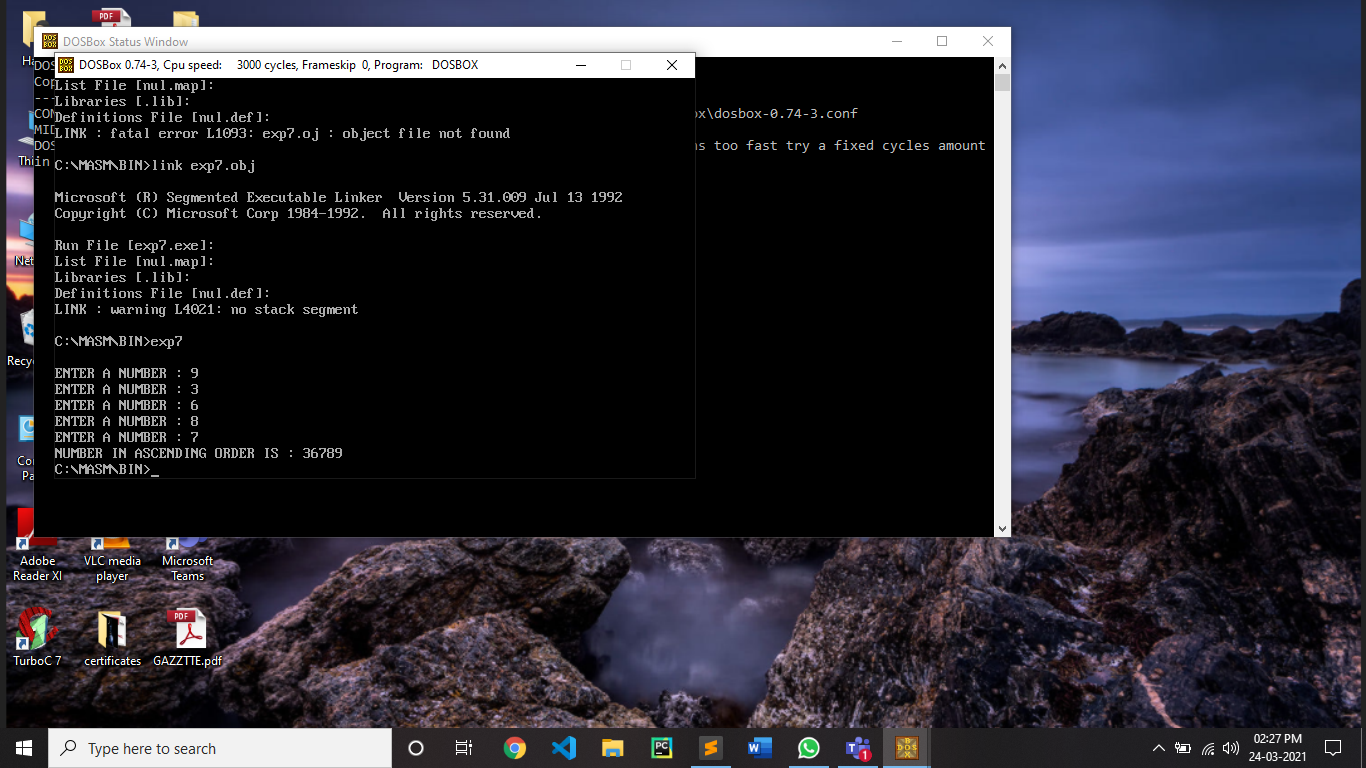 DOSBox Status Window
DOSBox 0.74-3, Cpu speed: 3000 cycles, Frameskip 0, Program: DOSBOX
List File [nul.map]:
Libraries [.lib]:
Definitions File [nul.def]:
LINK : fatal error L1093: exp7.oj : object file not found
C:\MASM\BIN>link exp7.obj
Microsoft (R) Segmented Executable Linker Version 5.31.009 Jul 13 1992
Copyright (C) Microsoft Corp 1984-1992. All rights reserved.
Run File [exp7.exe]:
List File [nul.map]:
Libraries [.lib]:
Definitions File [nul.def]:
LINK : warning L4021: no stack segment
C:\MASM\BIN>exp7
ENTER A NUMBER : 9
ENTER A NUMBER : 3
ENTER A NUMBER : 6
ENTER A NUMBER : 8
ENTER A NUMBER : 7
NUMBER IN ASCENDING ORDER IS : 36789
C:\MASM\BIN>_
\dosbox-0.74-3.conf
too fast try a fixed cycles amount
PDF
Adobe Reader XI
VLC media player
Microsoft Teams
TurboC 7
certificates
PDF
GAZZTTE.pdf
Type here to search
02:27 PM
24-03-2021